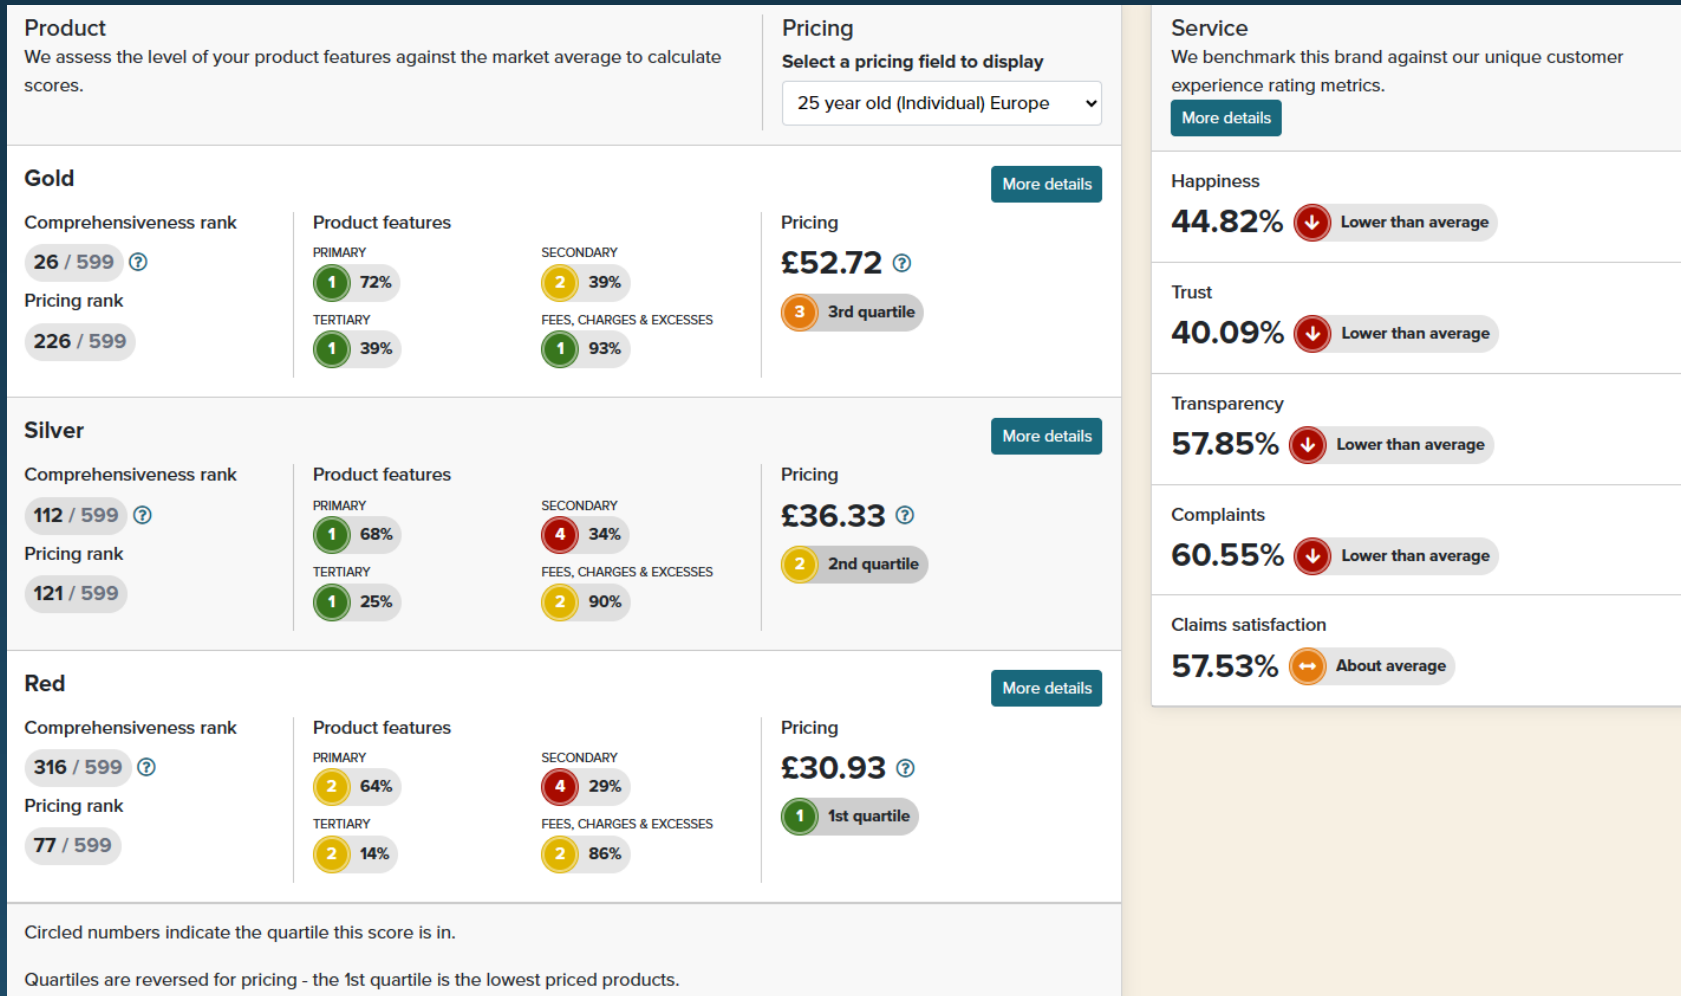 Product
We assess the level of your product features against the market average to calculate
scores.
Pricing
Select a pricing field to display
25 year old (Individual) Europe
Gold
More details
Comprehensiveness rank
26 / 599 ?
Pricing rank
226 / 599
Product features
PRIMARY
1 72%
SECONDARY
2 39%
TERTIARY
1 39%
FEES, CHARGES & EXCESSES
1 93%
Pricing
£52.72 ?
3 3rd quartile
Silver
More details
Comprehensiveness rank
112 / 599 ?
Pricing rank
121 / 599
Product features
PRIMARY
1 68%
SECONDARY
4 34%
TERTIARY
1 25%
FEES, CHARGES & EXCESSES
2 90%
Pricing
£36.33 ?
2 2nd quartile
Red
More details
Comprehensiveness rank
316 / 599 ?
Pricing rank
77 / 599
Product features
PRIMARY
2 64%
SECONDARY
4 29%
TERTIARY
2 14%
FEES, CHARGES & EXCESSES
2 86%
Pricing
£30.93 ?
1 1st quartile
Circled numbers indicate the quartile this score is in.
Quartiles are reversed for pricing - the 1st quartile is the lowest priced products.
Service
We benchmark this brand against our unique customer
experience rating metrics.
More details
Happiness
44.82% Lower than average
Trust
40.09% Lower than average
Transparency
57.85% Lower than average
Complaints
60.55% Lower than average
Claims satisfaction
57.53% About average